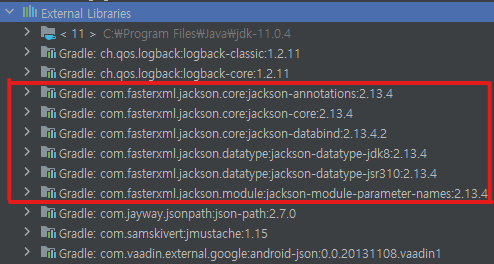 External Libraries
< 11 > C:₩Program Files₩Java₩jdk-11.0.4
Gradle: ch.qos.logback:logback-classic:1.2.11
Gradle: ch.qos.logback:logback-core:1.2.11
Gradle: com.fasterxml.jackson.core:jackson-annotations:2.13.4
Gradle: com.fasterxml.jackson.core:jackson-core:2.13.4
Gradle: com.fasterxml.jackson.core:jackson-databind:2.13.4.2
Gradle: com.fasterxml.jackson.datatype:jackson-datatype-jdk8:2.13.4
Gradle: com.fasterxml.jackson.datatype:jackson-datatype-jsr310:2.13.4
Gradle: com.fasterxml.jackson.module:jackson-module-parameter-names:2.13.4
Gradle: com.jayway.jsonpath:json-path:2.7.0
Gradle: com.samskivert:jmustache:1.15
Gradle: com.vaadin.external.google:android-json:0.0.20131108.vaadin1